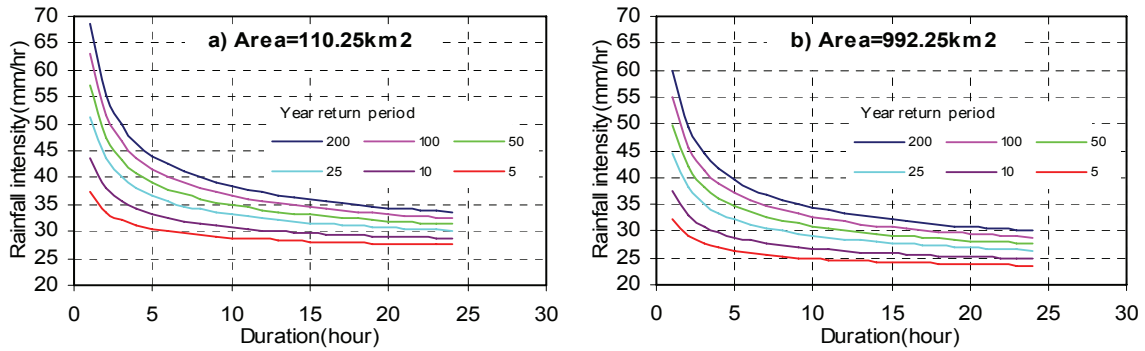 Rainfall intensity(mm/hr)
70
65
60
55
50
45
40
35
30
25
20
a) Area=110.25km2
Year return period
200 100 50
25 10 5
0 5 10 15 20 25 30
Duration(hour)
Rainfall intensity(mm/hr)
70
65
60
55
50
45
40
35
30
25
20
b) Area=992.25km2
Year return period
200 100 50
25 10 5
0 5 10 15 20 25 30
Duration(hour)